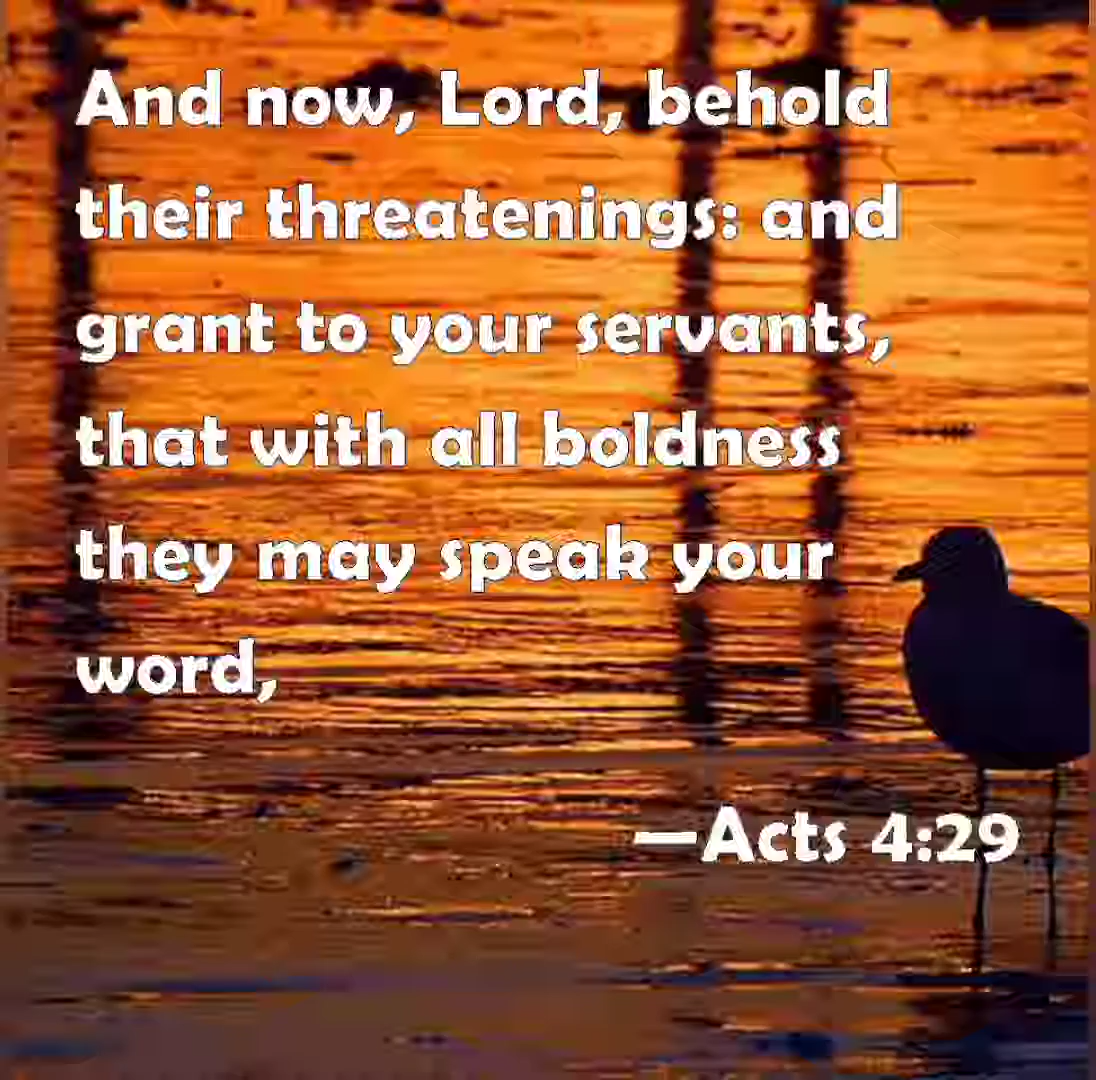 And now, Lord, behold
their threatenings: and
grant to your servants,
that with all boldness
they may speak your
word,
—Acts 4:29